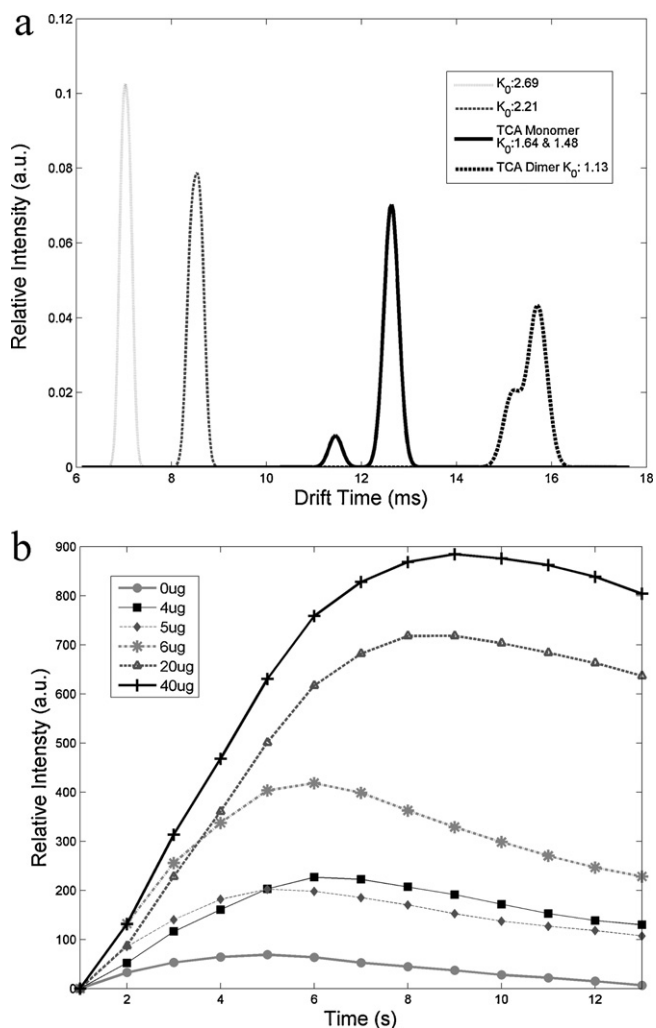 a
0.12
0.1
0.08
0.06
0.04
0.02
0
Relative Intensity (a.u.)
K0:2.69
K0:2.21
TCA Monomer
K0:1.64 & 1.48
TCA Dimer K0: 1.13
6 8 10 12 14 16 18
Drift Time (ms)
b
900
800
700
600
500
400
300
200
100
0
Relative Intensty (a.u.)
0ug
4ug
5ug
6ug
20ug
40ug
2 4 6 8 10 12
Time (s)